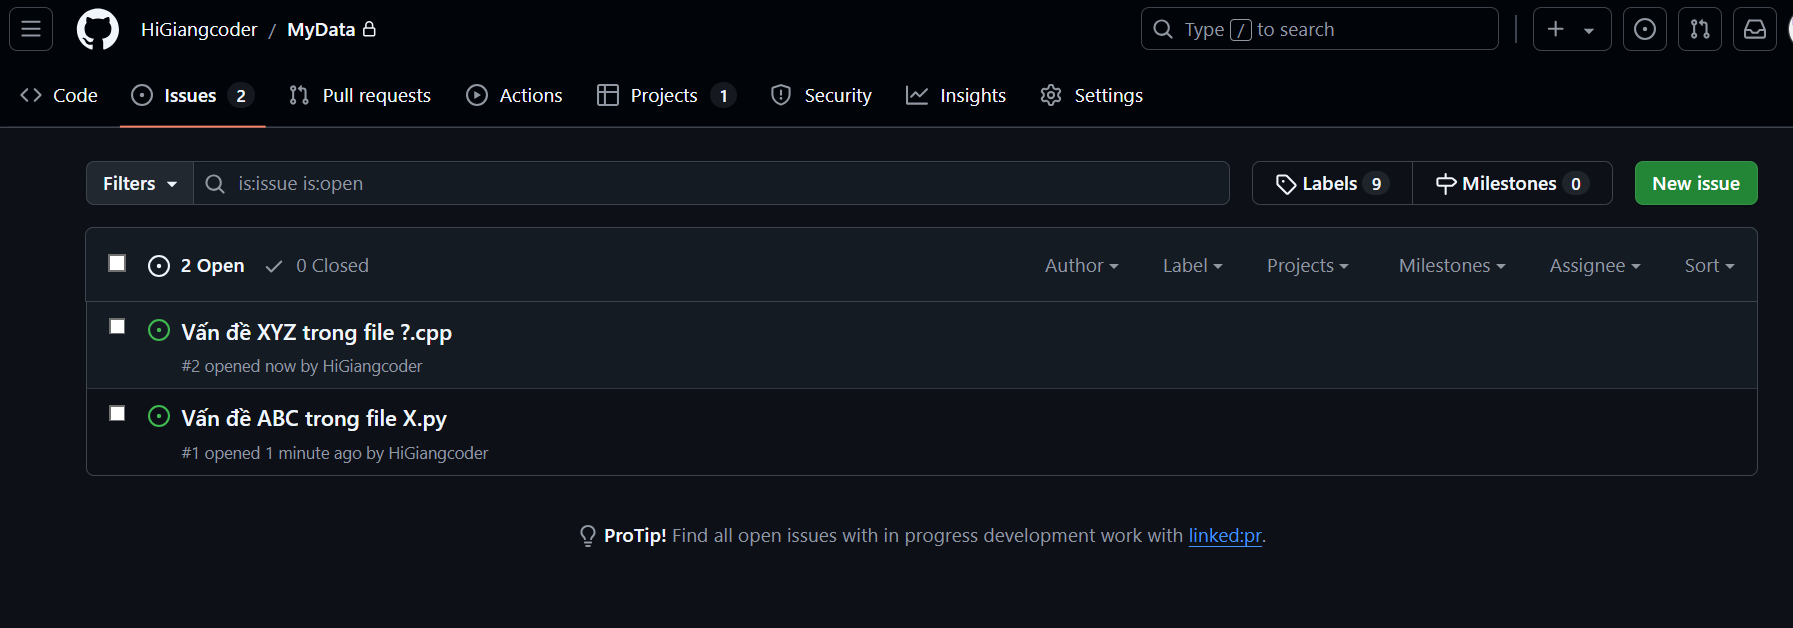 HiGiangcoder / MyData
Type / to search
Code Issues 2 Pull requests Actions Projects 1 Security Insights Settings
Filters is:issue is:open Labels 9 Milestones 0 New issue
2 Open 0 Closed Author Label Projects Milestones Assignee Sort
Vấn đề XYZ trong file ?.cpp
#2 opened now by HiGiangcoder
Vấn đề ABC trong file X.py
#1 opened 1 minute ago by HiGiangcoder
ProTip! Find all open issues with in progress development work with linked:pr.